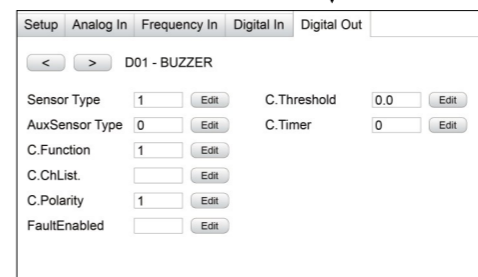 Setup Analog In Frequency In Digital In Digital Out
< > D01 - BUZZER
Sensor Type 1 Edit C.Threshold 0.0 Edit
AuxSensor Type 0 Edit C.Timer 0 Edit
C.Function 1 Edit
C.ChList. Edit
C.Polarity 1 Edit
FaultEnabled Edit